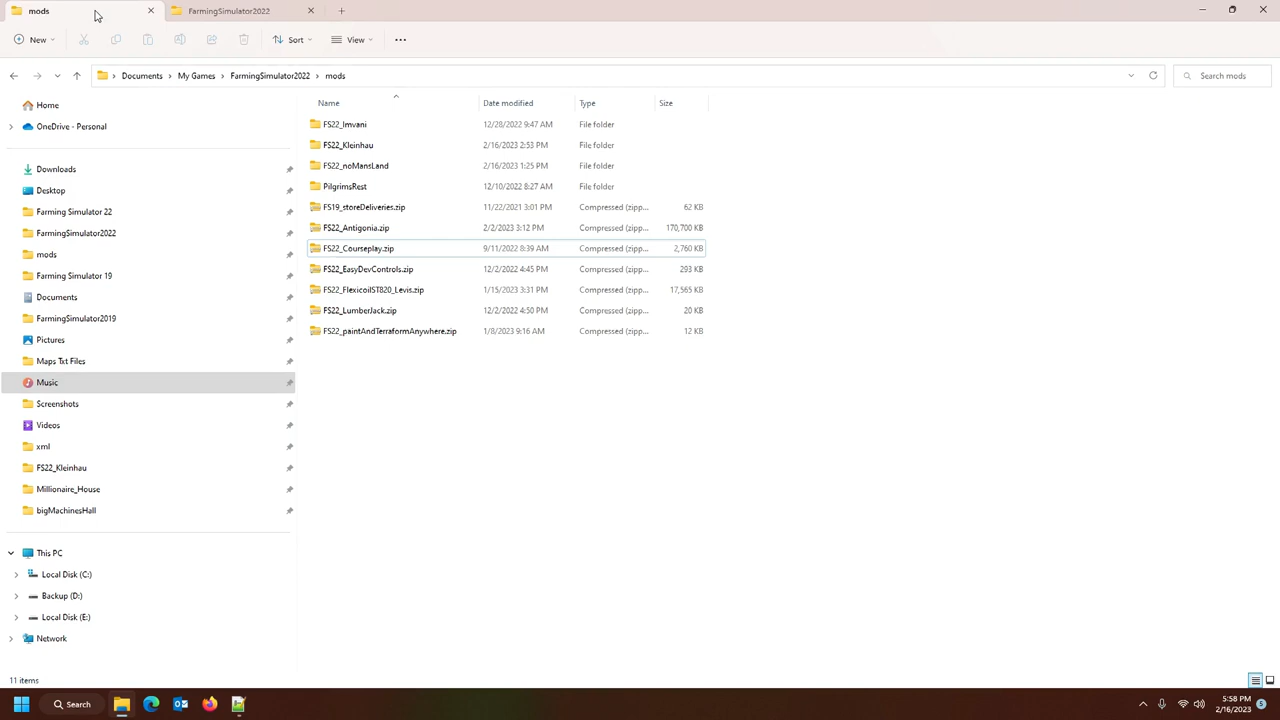 mods
FarmingSimulator2022
New
Sort
View
Documents > My Games > FarmingSimulator2022 > mods
Search mods
Name Date modified Type Size
Home
OneDrive - Personal
Downloads
Desktop
Farming Simulator 22
FarmingSimulator2022
mods
Farming Simulator 19
Documents
FarmingSimulator2019
Pictures
Maps Txt Files
Music
Screenshots
Videos
xml
FS22_Kleinhau
Millionaire_House
bigMachinesHall
This PC
Local Disk (C:)
Backup (D:)
Local Disk (E:)
Network
FS22_Imvani 12/28/2022 9:47 AM File folder
FS22_Kleinhau 2/16/2023 2:53 PM File folder
FS22_noMansLand 2/16/2023 1:25 PM File folder
PilgrimsRest 12/10/2022 8:27 AM File folder
FS19_storeDeliveries.zip 11/22/2021 3:01 PM Compressed (zipp... 62 KB
FS22_Antigonia.zip 2/2/2023 3:12 PM Compressed (zipp... 170,700 KB
FS22_Courseplay.zip 9/11/2022 8:39 AM Compressed (zipp... 2,760 KB
FS22_EasyDevControls.zip 12/2/2022 4:45 PM Compressed (zipp... 293 KB
FS22_FlexicoilST820_Levis.zip 1/15/2023 3:31 PM Compressed (zipp... 17,565 KB
FS22_LumberJack.zip 12/2/2022 4:50 PM Compressed (zipp... 20 KB
FS22_paintAndTerraformAnywhere.zip 1/8/2023 9:16 AM Compressed (zipp... 12 KB
11 items
Search
5:58 PM
2/16/2023
5